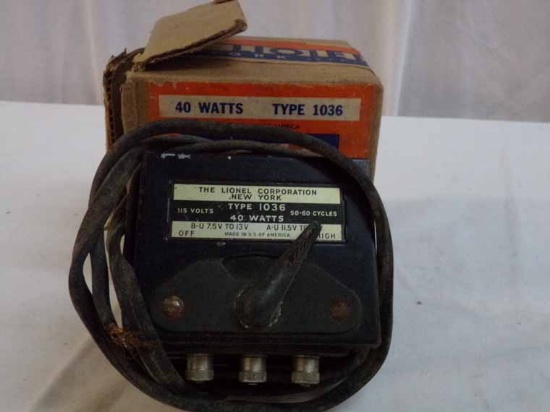 40 WATTS TYPE 1036
THE LIONEL CORPORATION
NEW YORK
115 VOLTS TYPE 1036 50-60 CYCLES
40 WATTS
B-U 7.5V TO 13V A-U 11.5V TO
OFF MADE IN U.S. OF AMERICA HIGH